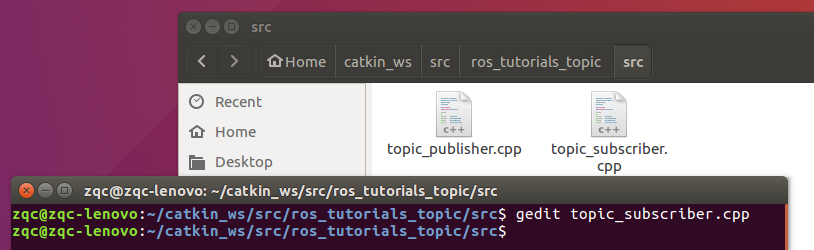 src
Home catkin_ws src ros_tutorials_topic src
Recent
Home
Desktop
c++
c++
topic_publisher.cpp
topic_subscriber.
cpp
zqc@zqc-lenovo: ~/catkin_ws/src/ros_tutorials_topic/src
zqc@zqc-lenovo:~/catkin_ws/src/ros_tutorials_topic/src$ gedit topic_subscriber.cpp
zqc@zqc-lenovo:~/catkin_ws/src/ros_tutorials_topic/src$